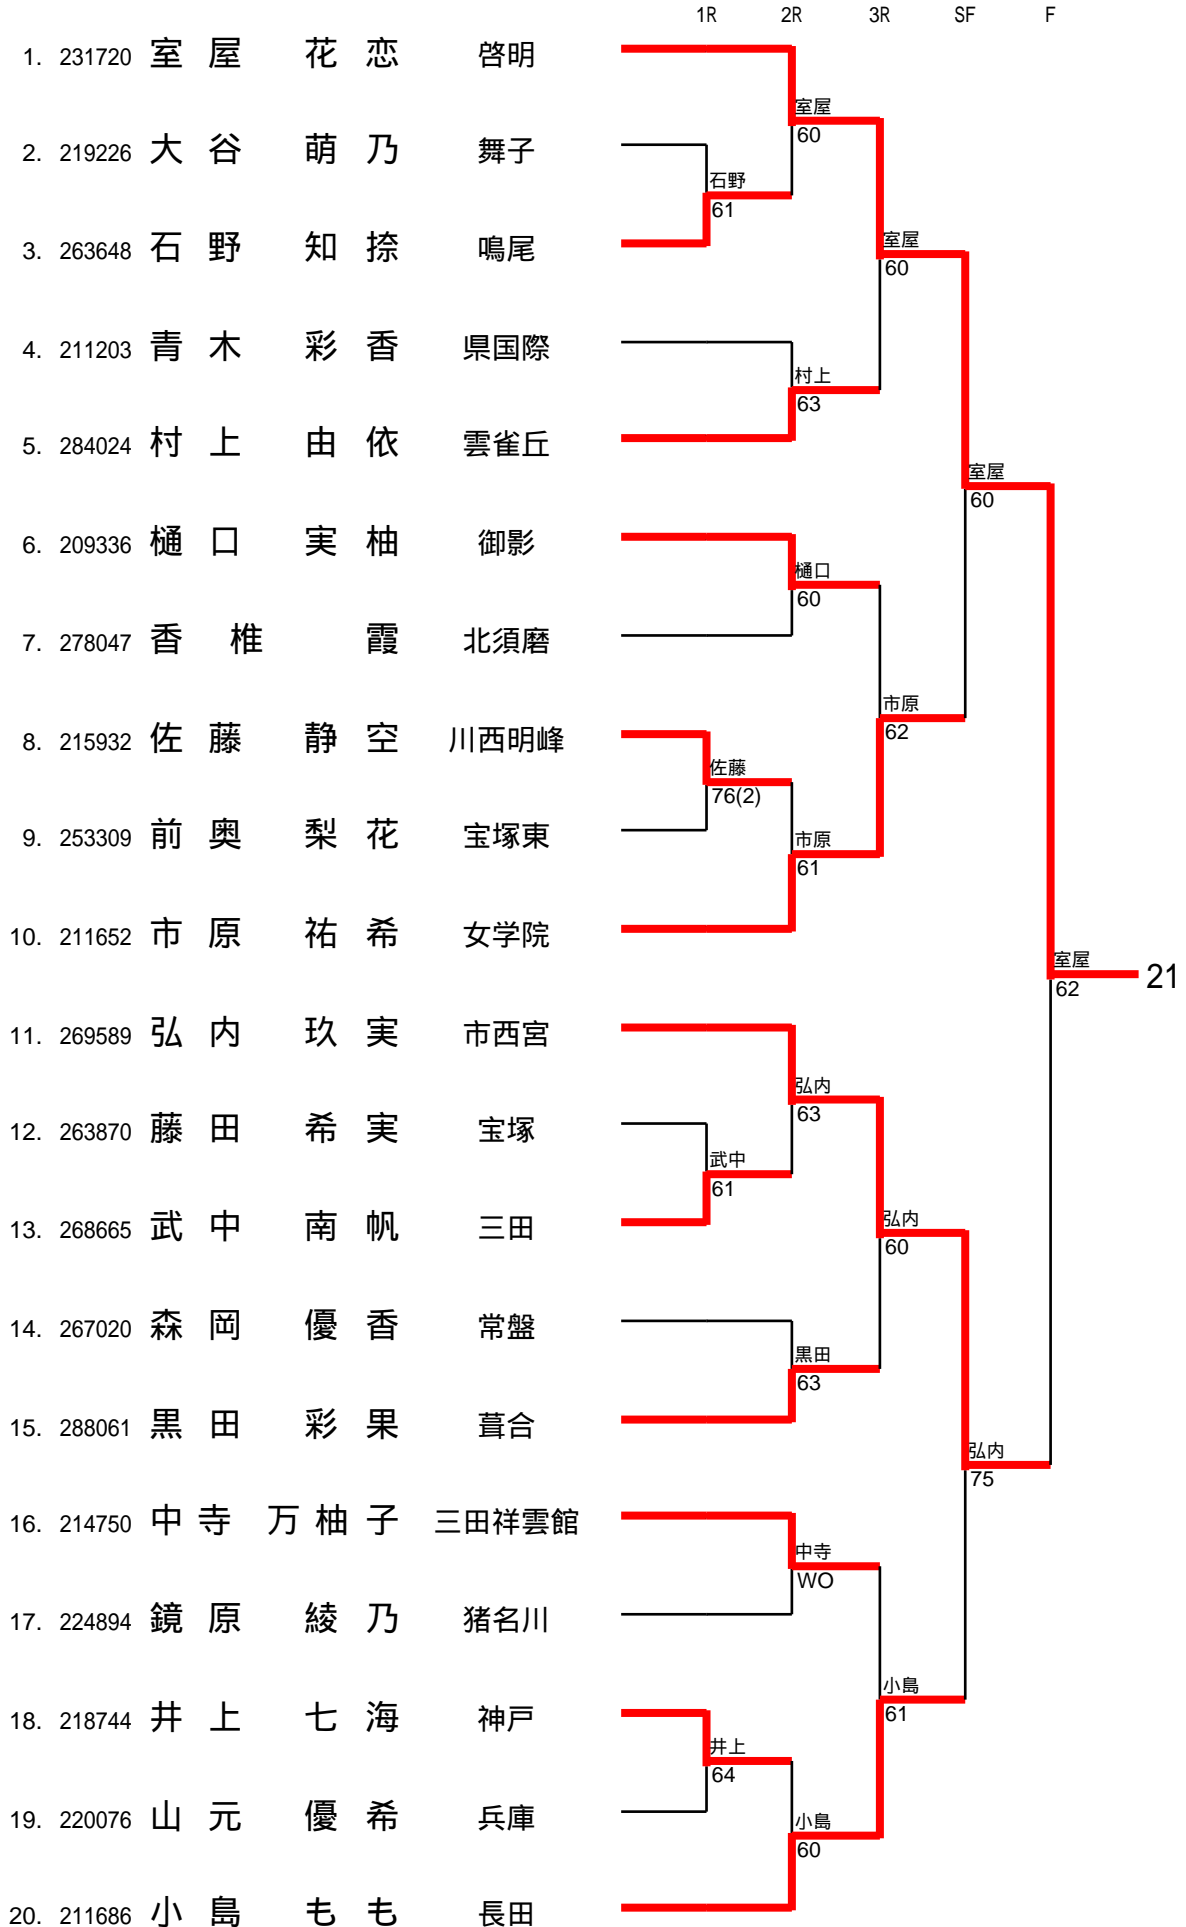 1R 2R 3R SF F
1. 231720 室屋 花恋 啓明
室屋
60
2. 219226 大谷 萌乃 舞子
石野
61
3. 263648 石野 知捺 鳴尾
室屋
60
4. 211203 青木 彩香 県国際
村上
63
5. 284024 村上 由依 雲雀丘
室屋
60
6. 209336 樋口 実柚 御影
樋口
60
7. 278047 香椎 霞 北須磨
市原
62
8. 215932 佐藤 静空 川西明峰
佐藤
76(2)
9. 253309 前奥 梨花 宝塚東
市原
61
10. 211652 市原 祐希 女学院
室屋
62
21
11. 269589 弘内 玖実 市西宮
弘内
63
12. 263870 藤田 希実 宝塚
武中
61
13. 268665 武中 南帆 三田
弘内
60
14. 267020 森岡 優香 常盤
黒田
63
15. 288061 黒田 彩果 葺合
弘内
75
16. 214750 中寺 万柚子 三田祥雲館
中寺
WO
17. 224894 鏡原 綾乃 猪名川
小島
61
18. 218744 井上 七海 神戸
井上
64
19. 220076 山元 優希 兵庫
小島
60
20. 211686 小島 もも 長田